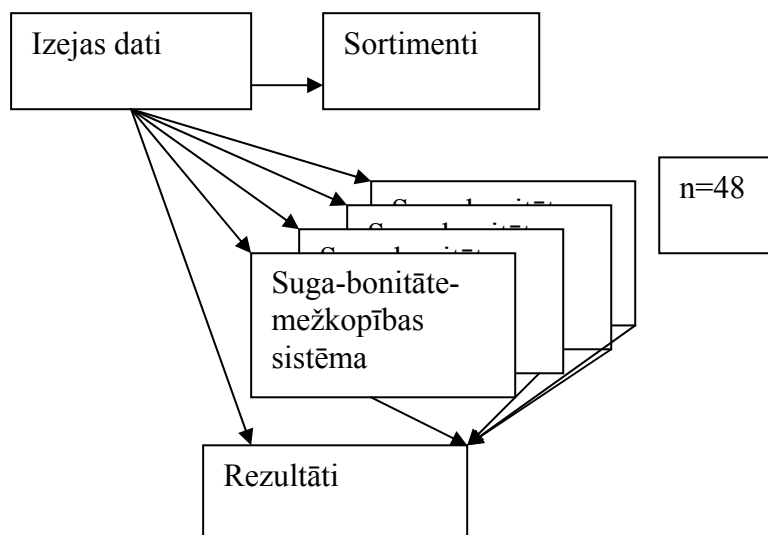 Izejas dati
Sortimenti
n=48
Suga-bonitāte-
mežkopības
sistēma
Rezultāti